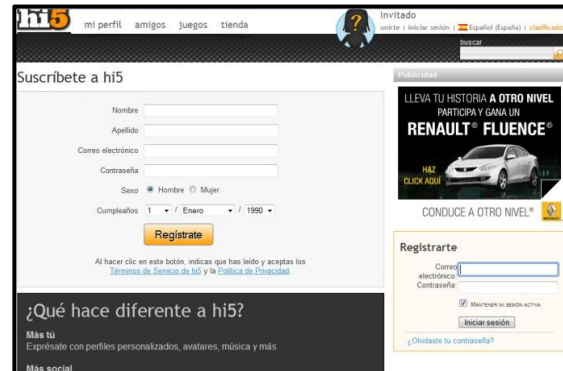 hi5
mi perfil amigos juegos tienda
Invitado
unirte | iniciar sesión | Español (España) | clasificado
buscar
Suscríbete a hi5
Nombre
Apellido
Correo electrónico
Contraseña
Sexo Hombre Mujer
Cumpleaños 1 / Enero / 1990
Regístrate
Al hacer clic en este botón, indicas que has leído y aceptas los
Términos de Servicio de hi5 y la Política de Privacidad.
¿Qué hace diferente a hi5?
Más tú
Exprésate con perfiles personalizados, avatares, música y más
Más social
Publicidad
LLEVA TU HISTORIA A OTRO NIVEL
PARTICIPA Y GANA UN
RENAULT® FLUENCE®
HAZ
CLICK AQUÍ
CONDUCE A OTRO NIVEL®
Registrarte
Correo
electrónico:
Contraseña:
MANTENER MI SESIÓN ACTIVA
Iniciar sesión
¿Olvidaste tu contraseña?